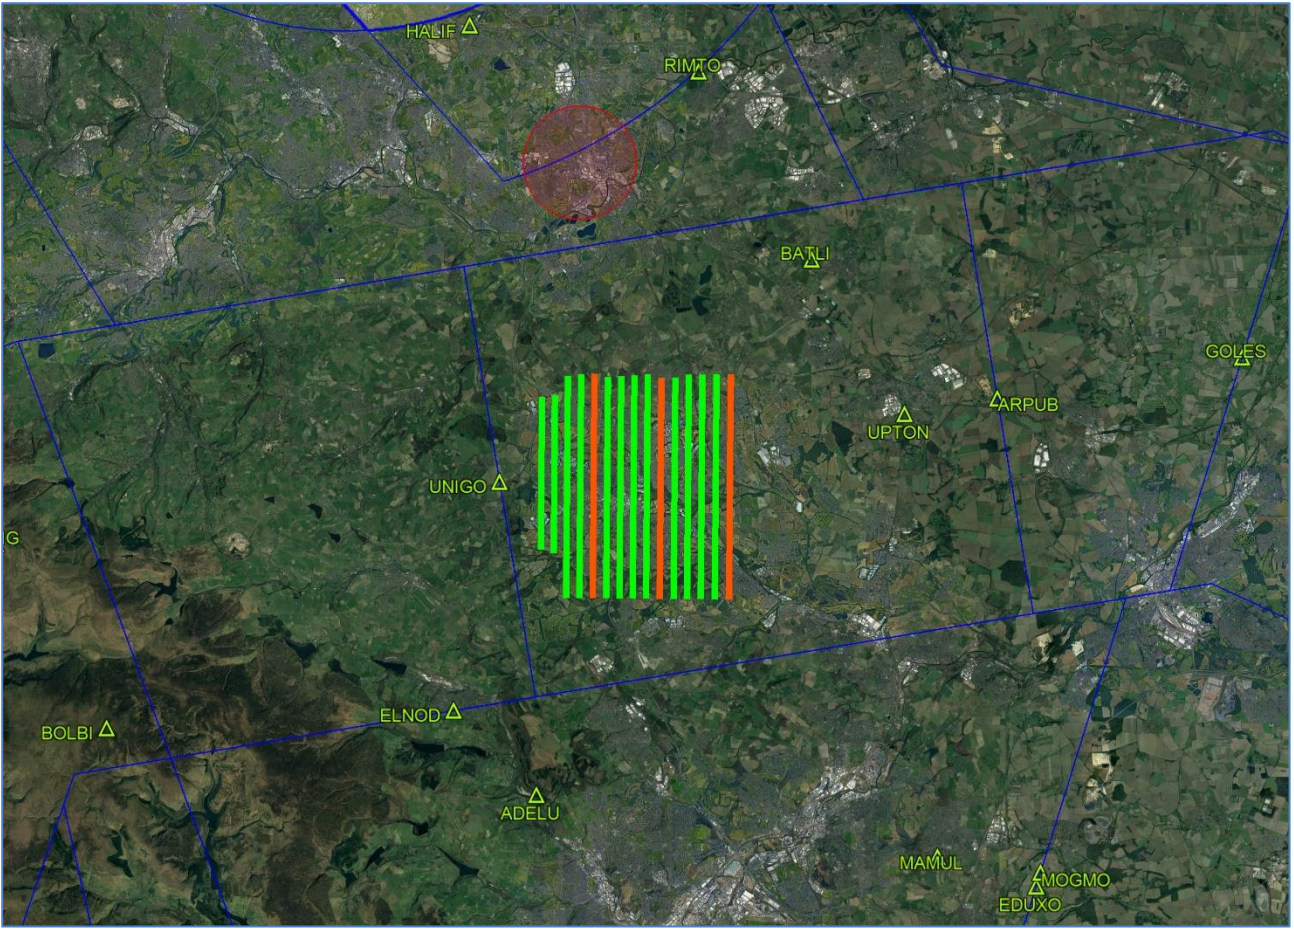 HALIF
RIMTO
BATLI
GOLES
ARPUB
UPTON
UNIGO
G
ELNOD
BOLBI
ADELU
MAMUL
MOGMO
EDUXO